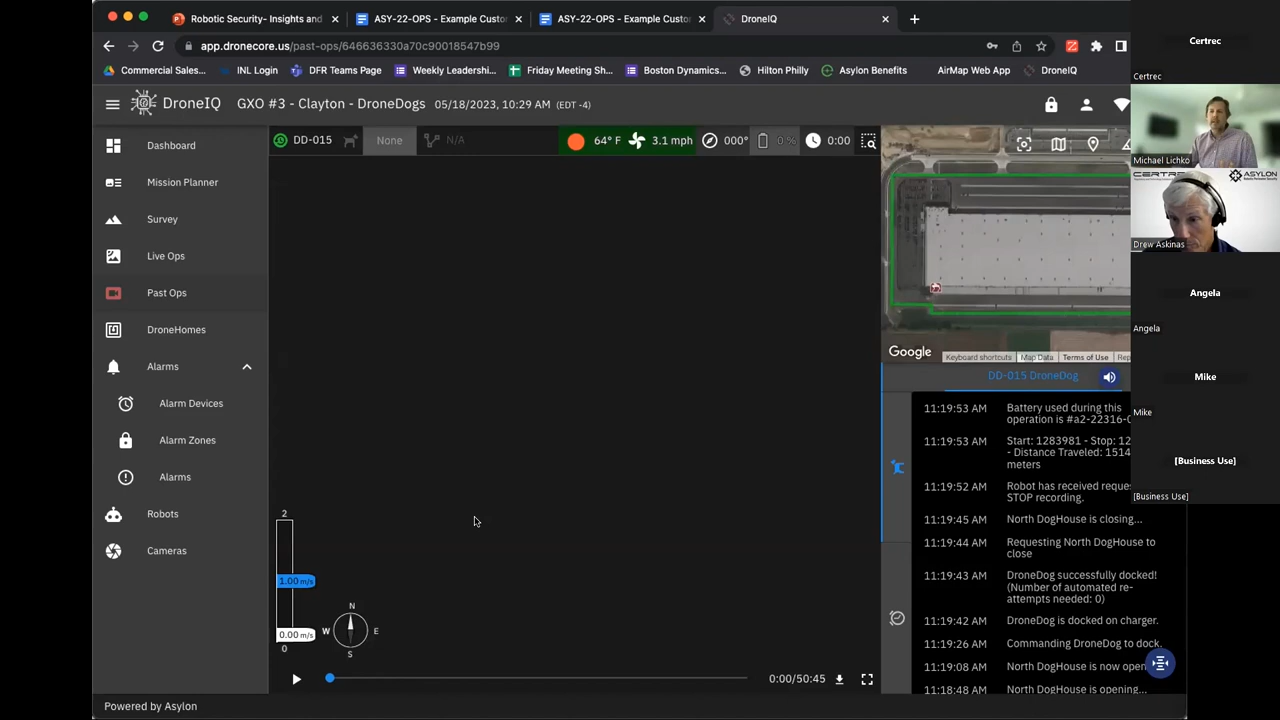 Robotic Security- Insights and
ASY-22-OPS - Example Custo
ASY-22-OPS - Example Custo
DroneIQ
app.dronecore.us/past-ops/646636330a70c90018547b99
Commercial Sales...
INL Login
DFR Teams Page
Weekly Leadershi...
Friday Meeting Sh...
Boston Dynamics...
Hilton Philly
Asylon Benefits
AirMap Web App
DroneIQ
DroneIQ
GXO #3 - Clayton - DroneDogs
05/18/2023, 10:29 AM (EDT -4)
Dashboard
Mission Planner
Survey
Live Ops
Past Ops
DroneHomes
Alarms
Alarm Devices
Alarm Zones
Alarms
Robots
Cameras
DD-015
None
N/A
64° F
3.1 mph
000°
0 %
0:00
2
1.00 m/s
0.00 m/s
0
N
W
E
S
0:00/50:45
Google
Keyboard shortcuts
Map Data
Terms of Use
Rep
DD-015 DroneDog
11:19:53 AM Battery used during this
operation is #a2-22316-0
11:19:53 AM Start: 1283981 - Stop: 12
- Distance Traveled: 1514
meters
11:19:52 AM Robot has received reque
STOP recording.
11:19:45 AM North DogHouse is closing...
11:19:44 AM Requesting North DogHouse to
close
11:19:43 AM DroneDog successfully docked!
(Number of automated re-
attempts needed: 0)
11:19:42 AM DroneDog is docked on charger.
11:19:26 AM Commanding DroneDog to dock.
11:19:08 AM North DogHouse is now open
11:18:48 AM North DogHouse is opening...
Powered by Asylon
Certrec
Certrec
Michael Lichko
CERTREC
ASYLON
Drew Askinas
Angela
Angela
Mike
Mike
[Business Use]
[Business Use]